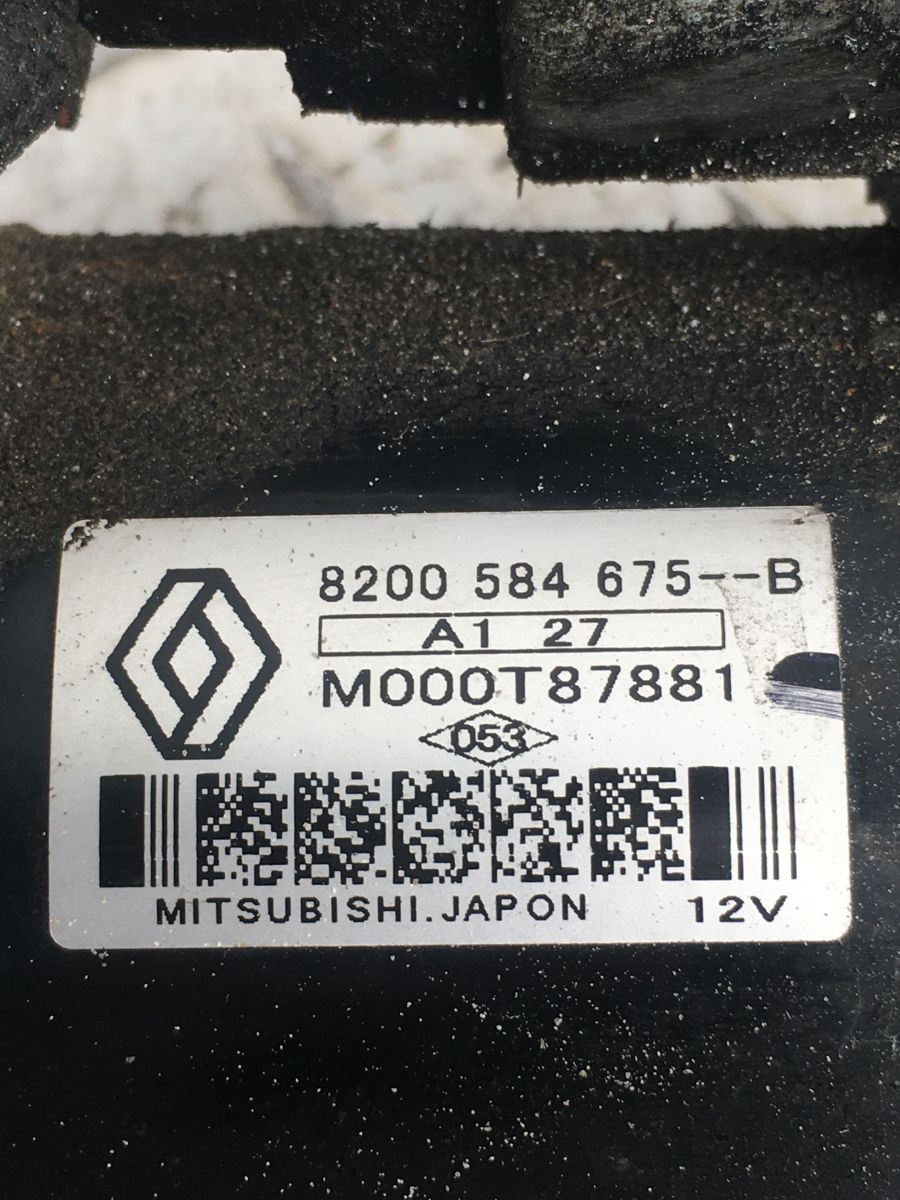 8200 584 675--B
A1 27
M000T87881
053
MITSUBISHI.JAPON 12V